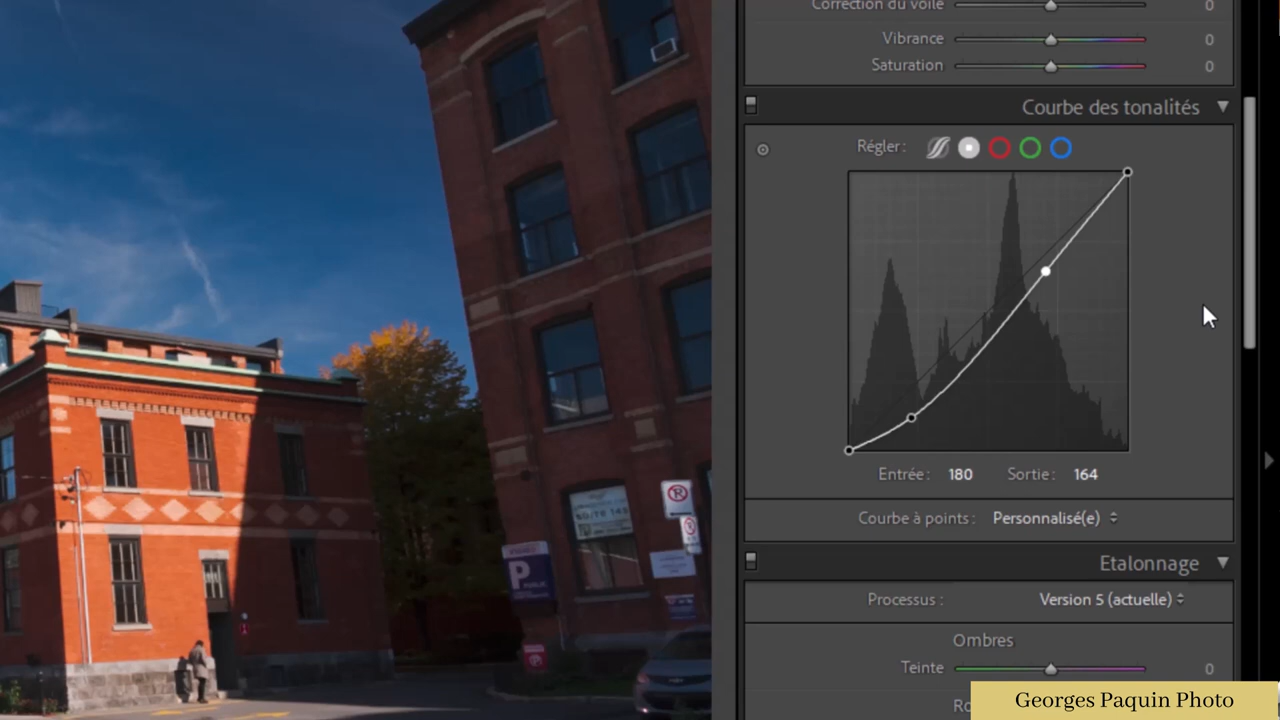 Correction du voile 0
Vibrance 0
Saturation 0
Courbe des tonalités
Régler :
Entrée : 180 Sortie : 164
Courbe à points : Personnalisé(e)
Etalonnage
Processus : Version 5 (actuelle)
Ombres
Teinte 0
P
Georges Paquin Photo